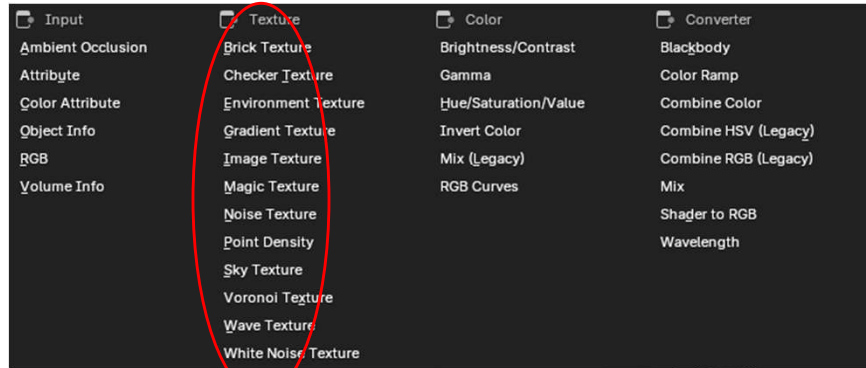 Input
Ambient Occlusion
Attribute
Color Attribute
Object Info
RGB
Volume Info
Texture
Brick Texture
Checker Texture
Environment Texture
Gradient Texture
Image Texture
Magic Texture
Noise Texture
Point Density
Sky Texture
Voronoi Texture
Wave Texture
White Noise Texture
Color
Brightness/Contrast
Gamma
Hue/Saturation/Value
Invert Color
Mix (Legacy)
RGB Curves
Converter
Blackbody
Color Ramp
Combine Color
Combine HSV (Legacy)
Combine RGB (Legacy)
Mix
Shader to RGB
Wavelength